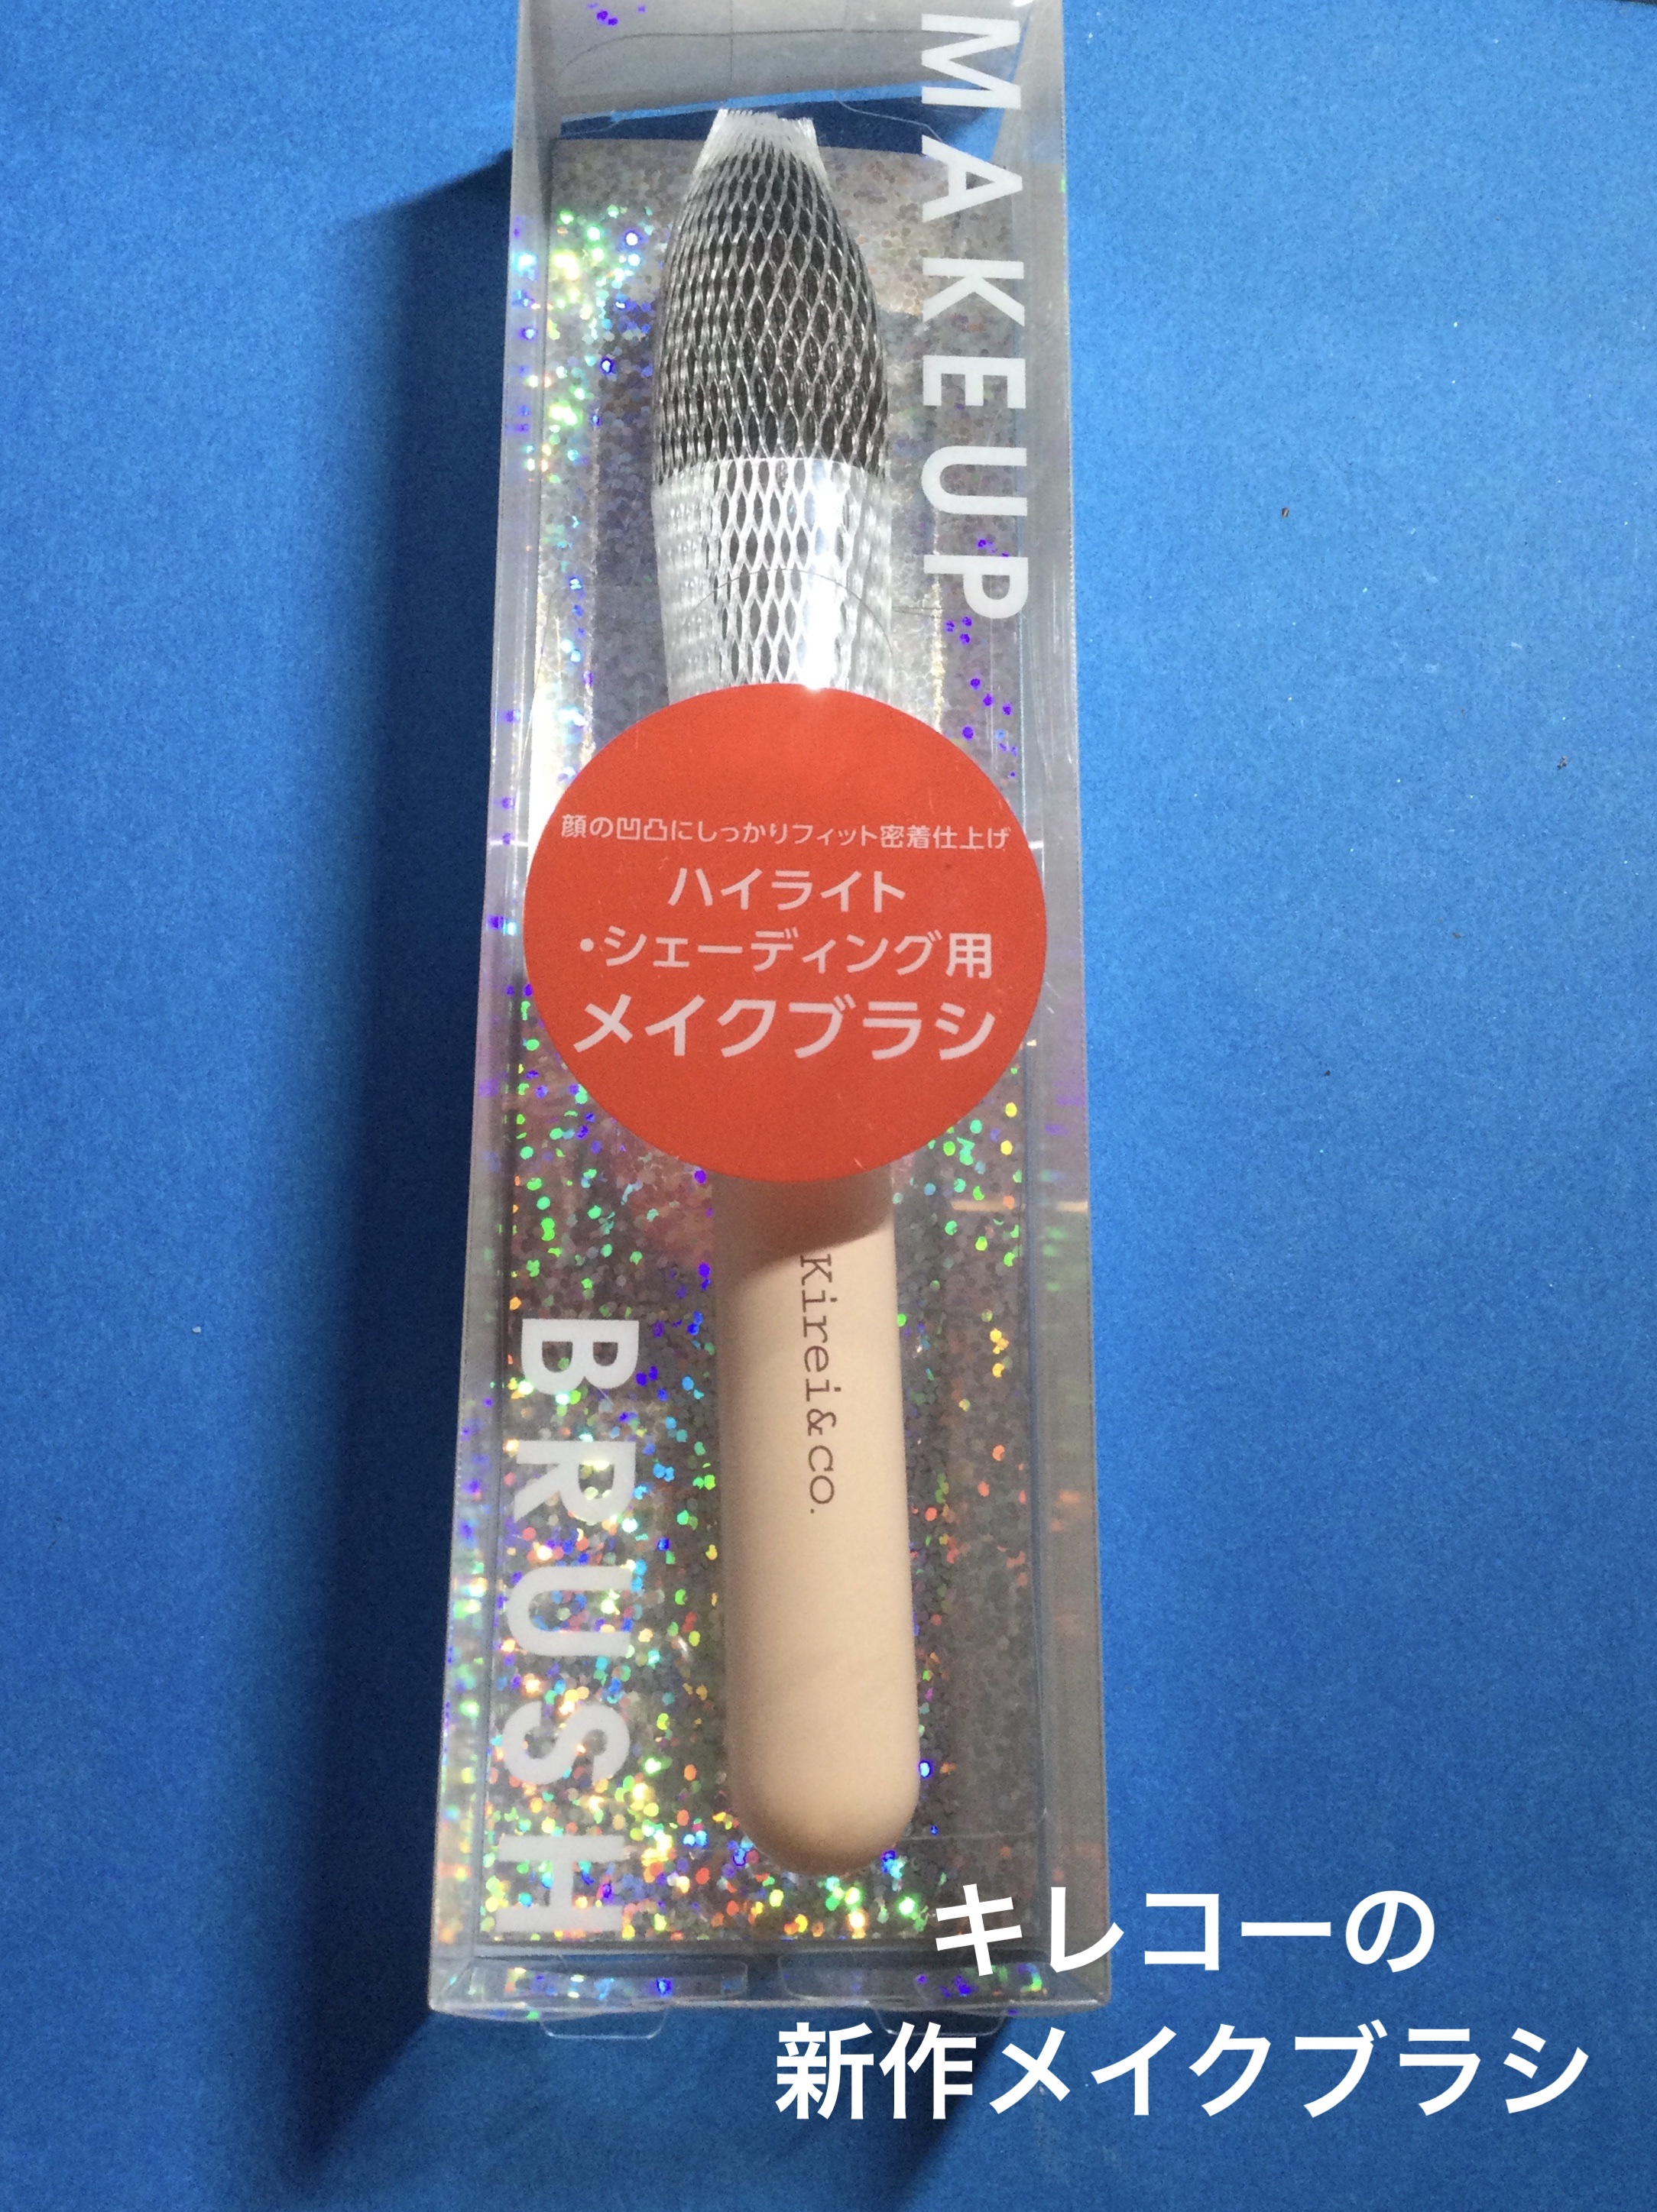 MAKEUP
顔の凹凸にしっかりフィット密着仕上げ
ハイライト
・シェーディング用
メイクブラシ
Kirei&co.
BRUSH
キレコーの
新作メイクブラシ